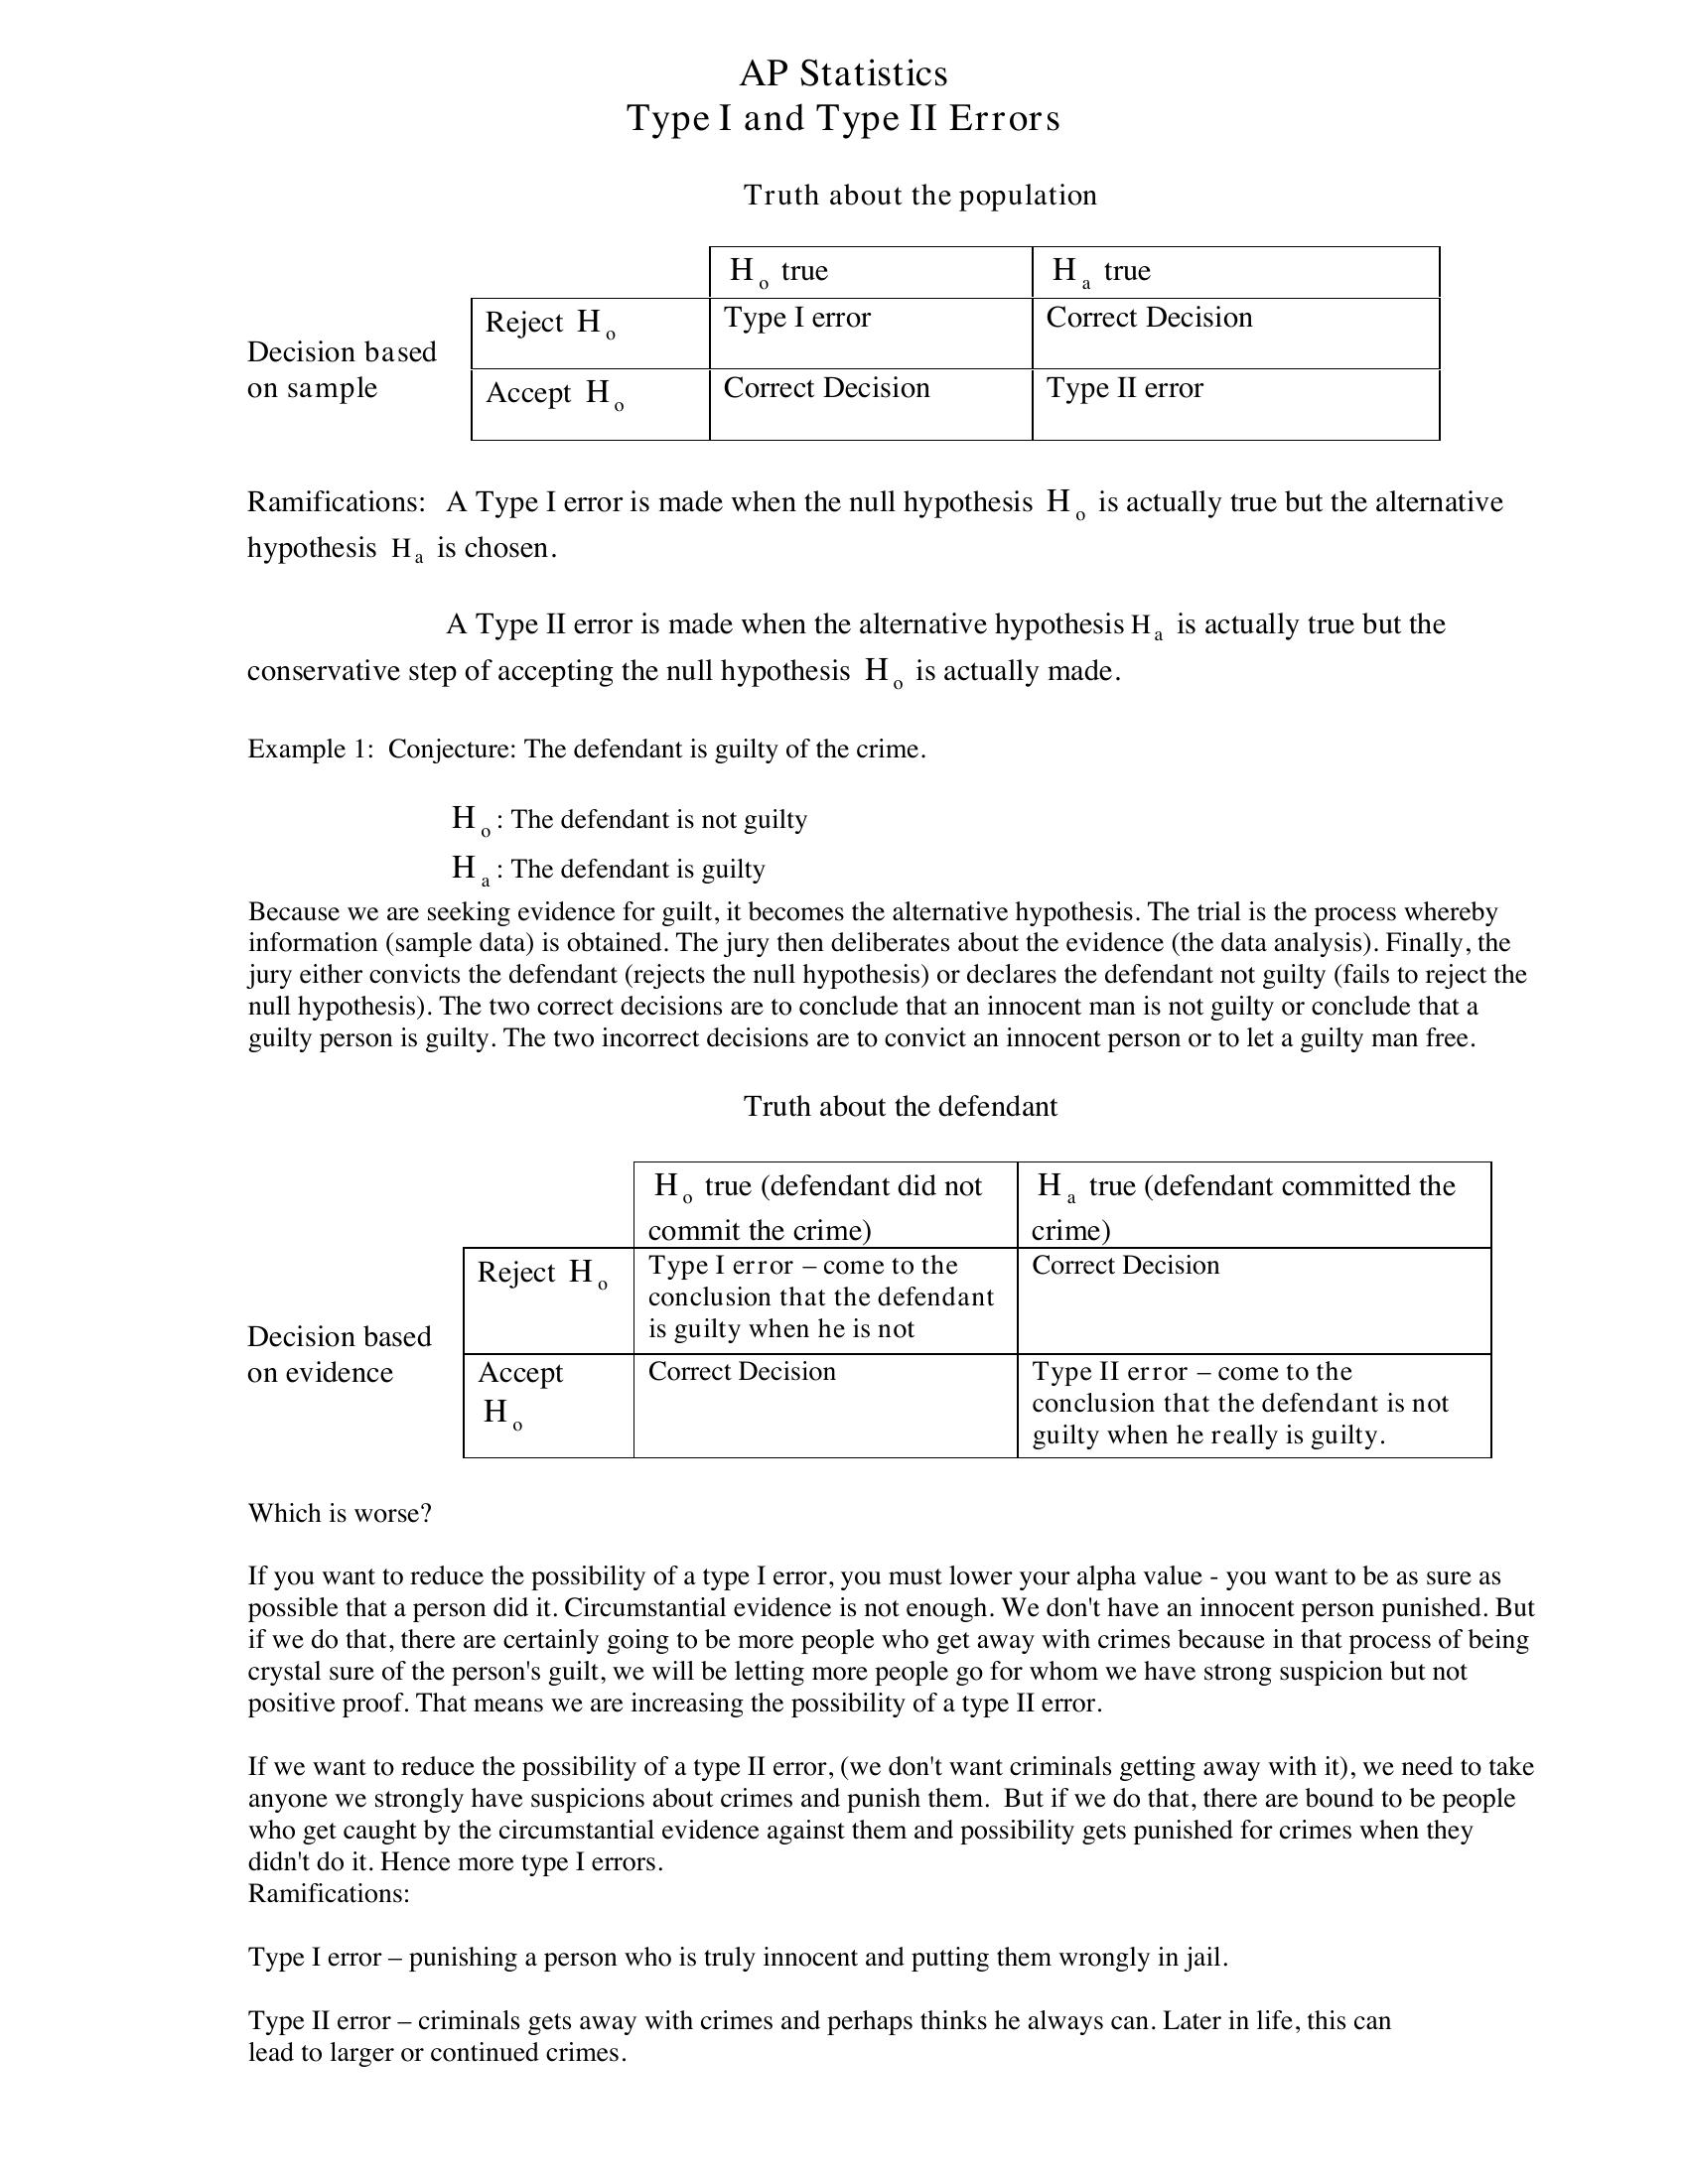 AP Statistics
Type I and Type II Errors
Truth about the population
Hₒ true Hₐ true
Reject Hₒ Type I error Correct Decision
Decision based
on sample
Accept Hₒ Correct Decision Type II error
Ramifications: A Type I error is made when the null hypothesis Hₒ is actually true but the alternative
hypothesis Hₐ is chosen.
A Type II error is made when the alternative hypothesis Hₐ is actually true but the
conservative step of accepting the null hypothesis Hₒ is actually made.
Example 1: Conjecture: The defendant is guilty of the crime.
Hₒ: The defendant is not guilty
Hₐ: The defendant is guilty
Because we are seeking evidence for guilt, it becomes the alternative hypothesis. The trial is the process whereby
information (sample data) is obtained. The jury then deliberates about the evidence (the data analysis). Finally, the
jury either convicts the defendant (rejects the null hypothesis) or declares the defendant not guilty (fails to reject the
null hypothesis). The two correct decisions are to conclude that an innocent man is not guilty or conclude that a
guilty person is guilty. The two incorrect decisions are to convict an innocent person or to let a guilty man free.
Truth about the defendant
Hₒ true (defendant did not
commit the crime)
Hₐ true (defendant committed the
crime)
Reject Hₒ
Type I error – come to the
conclusion that the defendant
is guilty when he is not
Correct Decision
Decision based
on evidence
Accept
Hₒ
Correct Decision
Type II error – come to the
conclusion that the defendant is not
guilty when he really is guilty.
Which is worse?
If you want to reduce the possibility of a type I error, you must lower your alpha value - you want to be as sure as
possible that a person did it. Circumstantial evidence is not enough. We don't have an innocent person punished. But
if we do that, there are certainly going to be more people who get away with crimes because in that process of being
crystal sure of the person's guilt, we will be letting more people go for whom we have strong suspicion but not
positive proof. That means we are increasing the possibility of a type II error.
If we want to reduce the possibility of a type II error, (we don't want criminals getting away with it), we need to take
anyone we strongly have suspicions about crimes and punish them. But if we do that, there are bound to be people
who get caught by the circumstantial evidence against them and possibility gets punished for crimes when they
didn't do it. Hence more type I errors.
Ramifications:
Type I error – punishing a person who is truly innocent and putting them wrongly in jail.
Type II error – criminals gets away with crimes and perhaps thinks he always can. Later in life, this can
lead to larger or continued crimes.